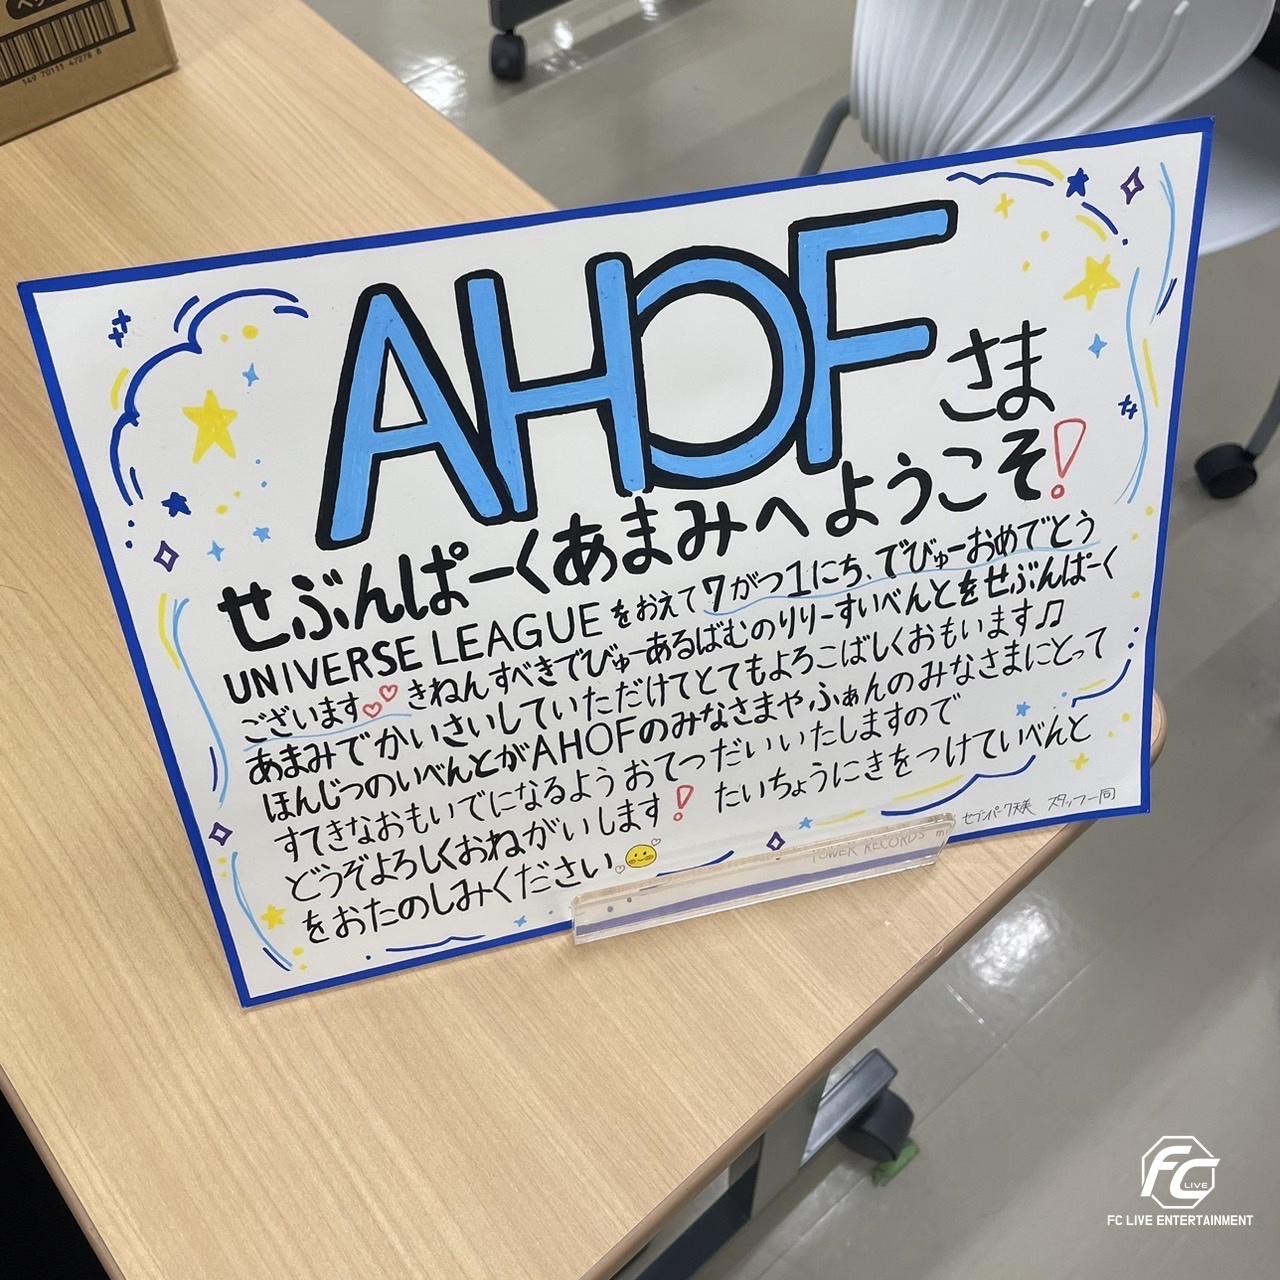 149 70111 47276 8
AHOF
さま
せぶんぱーくあまみへようこそ!
UNIVERSE LEAGUEをおえて7がつ1にち、でびゅーおめでとう
ございます♡♡ きねんすべきでびゅーあるばむのりりーすいべんとをせぶんぱーく
あまみでかいさいしていただけてとてもよろこばしくおもいます♫
ほんじつのいべんとがAHOFのみなさまや、ふぁんのみなさまにとって
すてきなおもいでになるようおてつだいいたしますので
どうぞよろしくおねがいします! たいちょうにきをつけていべんと
をおたのしみください。
セブンパーク天美 スタッフ一同
TOWER RECORDS
FC
LIVE
FC LIVE ENTERTAINMENT